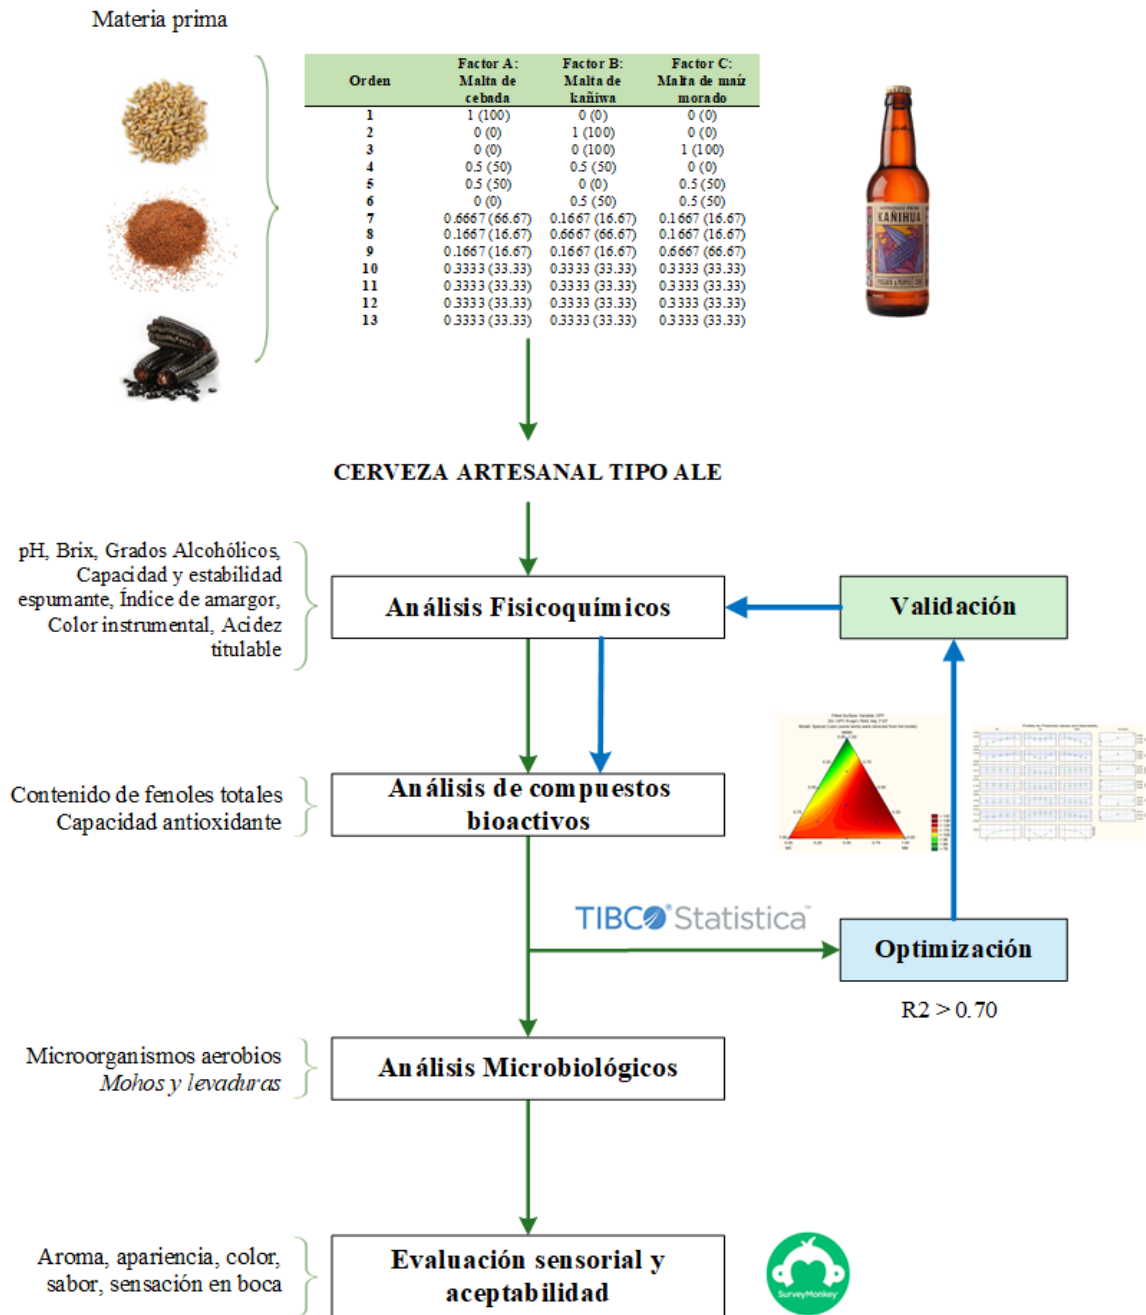 Materia prima
Orden
Factor A: Malta de cebada
Factor B: Malta de kañiwa
Factor C: Malta de maíz morado
1 1 (100) 0 (0) 0 (0)
2 0 (0) 1 (100) 0 (0)
3 0 (0) 0 (100) 1 (100)
4 0.5 (50) 0.5 (50) 0 (0)
5 0.5 (50) 0 (0) 0.5 (50)
6 0 (0) 0.5 (50) 0.5 (50)
7 0.6667 (66.67) 0.1667 (16.67) 0.1667 (16.67)
8 0.1667 (16.67) 0.6667 (66.67) 0.1667 (16.67)
9 0.1667 (16.67) 0.1667 (16.67) 0.6667 (66.67)
10 0.3333 (33.33) 0.3333 (33.33) 0.3333 (33.33)
11 0.3333 (33.33) 0.3333 (33.33) 0.3333 (33.33)
12 0.3333 (33.33) 0.3333 (33.33) 0.3333 (33.33)
13 0.3333 (33.33) 0.3333 (33.33) 0.3333 (33.33)
KANIHUA
CERVEZA ARTESANAL TIPO ALE
pH, Brix, Grados Alcohólicos,
Capacidad y estabilidad
espumante, Índice de amargor,
Color instrumental, Acidez
titulable
Análisis Fisicoquímicos
Validación
Contenido de fenoles totales
Capacidad antioxidante
Análisis de compuestos
bioactivos
TIBCO® Statistica™
Optimización
R2 > 0.70
Microorganismos aerobios
Mohos y levaduras
Análisis Microbiológicos
Aroma, apariencia, color,
sabor, sensación en boca
Evaluación sensorial y
aceptabilidad
SurveyMonkey